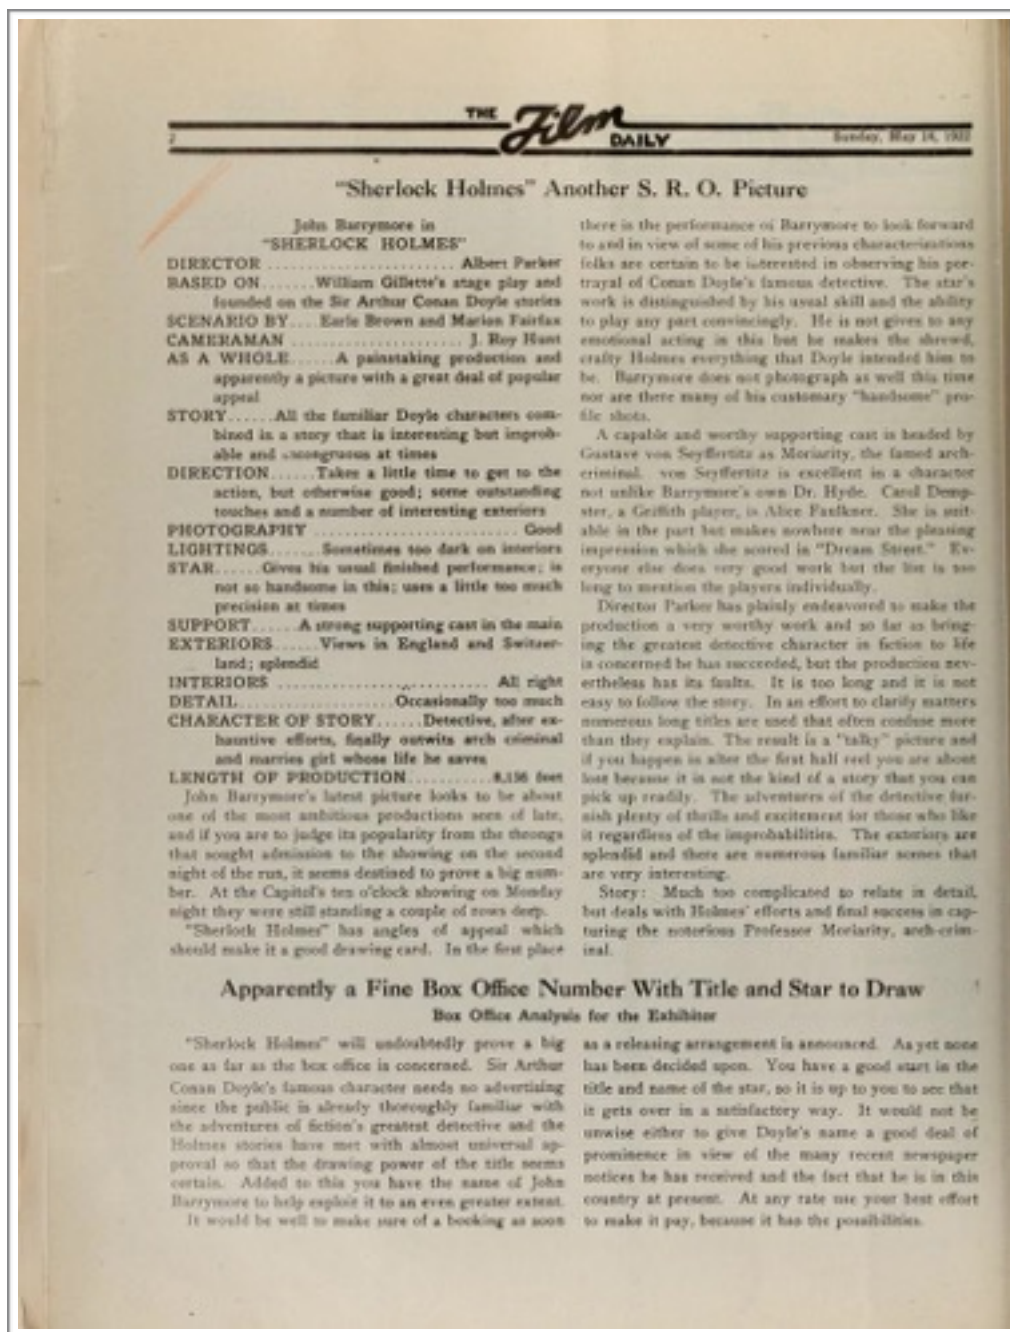 THE Film DAILY
2
Sunday, May 14, 1922
"Sherlock Holmes" Another S. R. O. Picture
John Barrymore in
"SHERLOCK HOLMES"
DIRECTOR ........................ Albert Parker
BASED ON.......William Gillette's stage play and
founded on the Sir Arthur Conan Doyle stories
SCENARIO BY.... Earle Brown and Marion Fairfax
CAMERAMAN ...................... J. Roy Hunt
AS A WHOLE......A painstaking production and
apparently a picture with a great deal of popular
appeal
STORY......All the familiar Doyle characters com-
bined in a story that is interesting but improb-
able and incongruous at times
DIRECTION......Takes a little time to get to the
action, but otherwise good; some outstanding
touches and a number of interesting exteriors
PHOTOGRAPHY .......................... Good
LIGHTINGS.......Sometimes too dark on interiors
STAR......Gives his usual finished performance; is
not so handsome in this; uses a little too much
precision at times
SUPPORT......A strong supporting cast in the main
EXTERIORS......Views in England and Switzer-
land; splendid
INTERIORS .......................... All right
DETAIL....................Occasionally too much
CHARACTER OF STORY......Detective, after ex-
haustive efforts, finally outwits arch criminal
and marries girl whose life he saves
LENGTH OF PRODUCTION..........8,156 feet
John Barrymore's latest picture looks to be about
one of the most ambitious productions seen of late,
and if you are to judge its popularity from the throngs
that sought admission to the showing on the second
night of the run, it seems destined to prove a big num-
ber. At the Capitol's ten o'clock showing on Monday
night they were still standing a couple of rows deep.
"Sherlock Holmes" has angles of appeal which
should make it a good drawing card. In the first place
there is the performance of Barrymore to look forward
to and in view of some of his previous characterizations
folks are certain to be interested in observing his por-
trayal of Conan Doyle's famous detective. The star's
work is distinguished by his usual skill and the ability
to play any part convincingly. He is not given to any
emotional acting in this but he makes the shrewd,
crafty Holmes everything that Doyle intended him to
be. Barrymore does not photograph as well this time
nor are there many of his customary "handsome" pro-
file shots.
A capable and worthy supporting cast is headed by
Gustave von Seyffertitz as Moriarity, the famed arch-
criminal. von Seyffertitz is excellent in a character
not unlike Barrymore's own Dr. Hyde. Carol Demp-
ster, a Griffith player, is Alice Faulkner. She is suit-
able in the part but makes nowhere near the pleasing
impression which she scored in "Dream Street." Ev-
eryone else does very good work but the list is too
long to mention the players individually.
Director Parker has plainly endeavored to make the
production a very worthy work and so far as bring-
ing the greatest detective character in fiction to life
is concerned he has succeeded, but the production nev-
ertheless has its faults. It is too long and it is not
easy to follow the story. In an effort to clarify matters
numerous long titles are used that often confuse more
than they explain. The result is a "talky" picture and
if you happen in after the first half reel you are about
lost because it is not the kind of a story that you can
pick up readily. The adventures of the detective fur-
nish plenty of thrills and excitement for those who like
it regardless of the improbabilities. The exteriors are
splendid and there are numerous familiar scenes that
are very interesting.
Story: Much too complicated to relate in detail,
but deals with Holmes' efforts and final success in cap-
turing the notorious Professor Moriarity, arch-crim-
inal.
Apparently a Fine Box Office Number With Title and Star to Draw
Box Office Analysis for the Exhibitor
"Sherlock Holmes" will undoubtedly prove a big
one as far as the box office is concerned. Sir Arthur
Conan Doyle's famous character needs no advertising
since the public is already thoroughly familiar with
the adventures of fiction's greatest detective and the
Holmes stories have met with almost universal ap-
proval so that the drawing power of the title seems
certain. Added to this you have the name of John
Barrymore to help exploit it to an even greater extent.
It would be well to make sure of a booking as soon
as a releasing arrangement is announced. As yet none
has been decided upon. You have a good start in the
title and name of the star, so it is up to you to see that
it gets over in a satisfactory way. It would not be
unwise either to give Doyle's name a good deal of
prominence in view of the many recent newspaper
notices he has received and the fact that he is in this
country at present. At any rate use your best effort
to make it pay, because it has the possibilities.